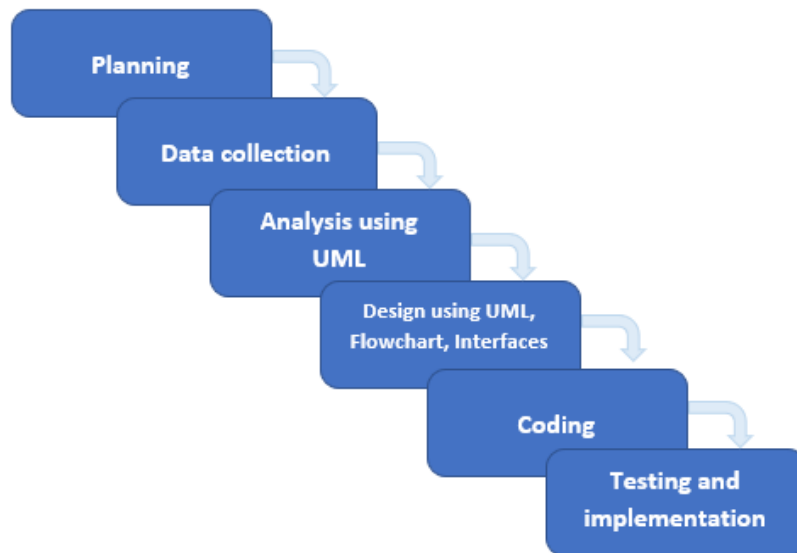 Planning
Data collection
Analysis using
UML
Design using UML,
Flowchart, Interfaces
Coding
Testing and
implementation